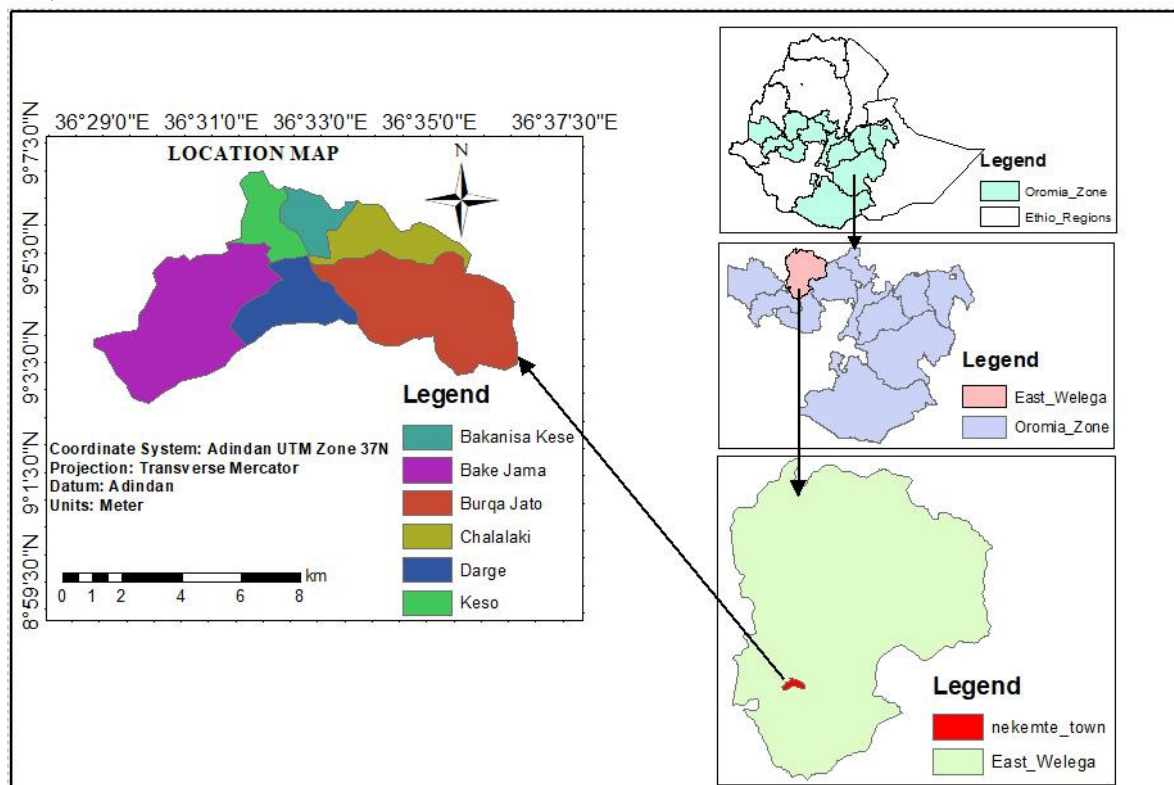 36°29'0"E 36°31'0"E 36°33'0"E 36°35'0"E 36°37'30"E
9°7'30"N
9°5'30"N
9°3'30"N
9°1'30"N
8°59'30"N
LOCATION MAP
N
Legend
Bakanisa Kese
Bake Jama
Burqa Jato
Chalalaki
Darge
Keso
Coordinate System: Adindan UTM Zone 37N
Projection: Transverse Mercator
Datum: Adindan
Units: Meter
km
0 1 2 4 6 8
Legend
Oromia_Zone
Ethio_Regions
Legend
East_Welega
Oromia_Zone
Legend
nekemte_town
East_Welega